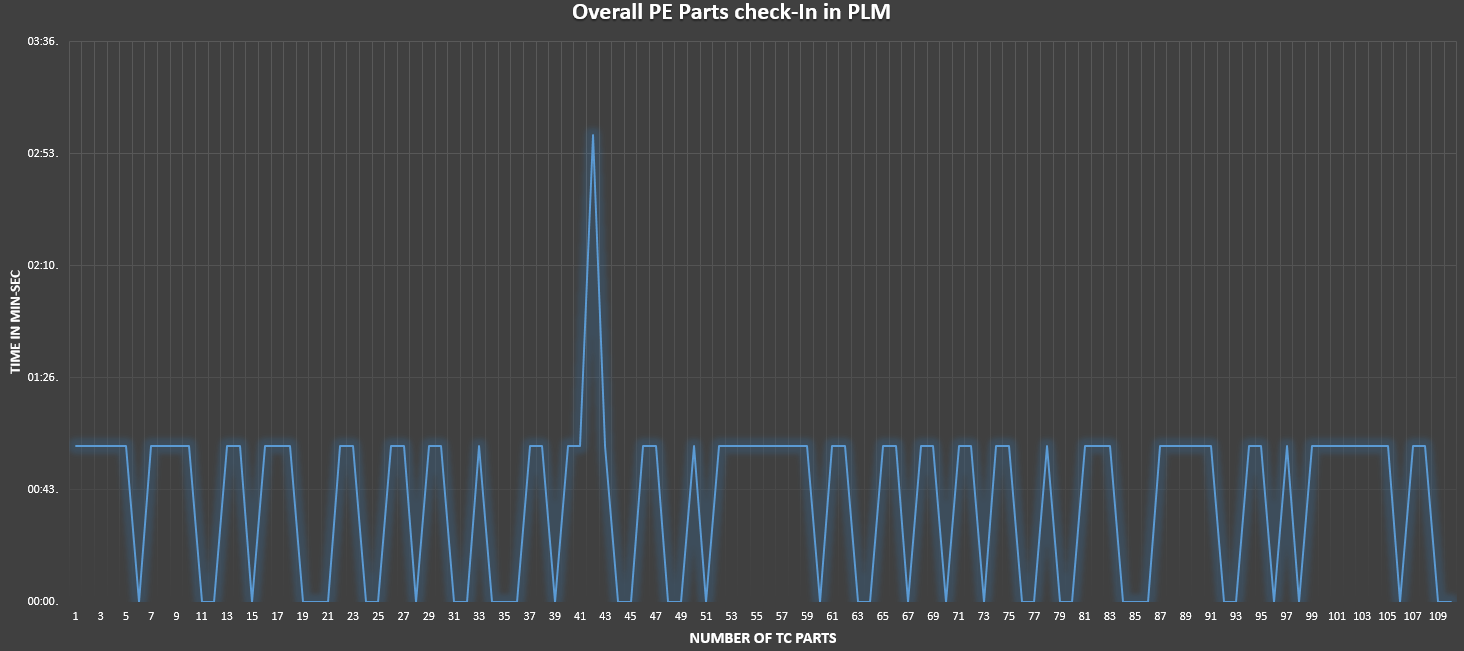 Overall PE Parts check-In in PLM
03:36.
02:53.
02:10.
01:26.
00:43.
00:00.
TIME IN MIN-SEC
1 3 5 7 9 11 13 15 17 19 21 23 25 27 29 31 33 35 37 39 41 43 45 47 49 51 53 55 57 59 61 63 65 67 69 71 73 75 77 79 81 83 85 87 89 91 93 95 97 99 101 103 105 107 109
NUMBER OF TC PARTS